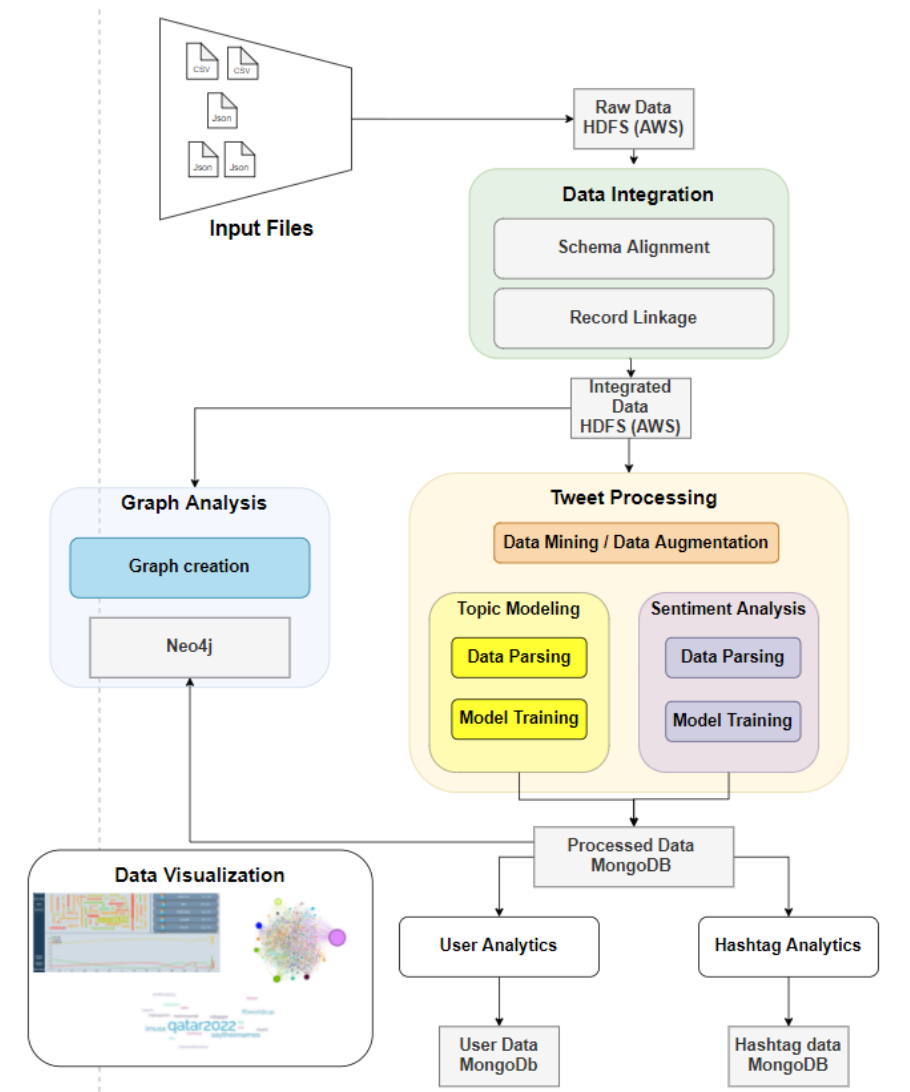 CSV
CSV
Json
Json
Json
Input Files
Raw Data
HDFS (AWS)
Data Integration
Schema Alignment
Record Linkage
Integrated
Data
HDFS (AWS)
Graph Analysis
Graph creation
Neo4j
Tweet Processing
Data Mining / Data Augmentation
Topic Modeling
Data Parsing
Model Training
Sentiment Analysis
Data Parsing
Model Training
Processed Data
MongoDB
Data Visualization
qatar2022
User Analytics
Hashtag Analytics
User Data
MongoDb
Hashtag data
MongoDB